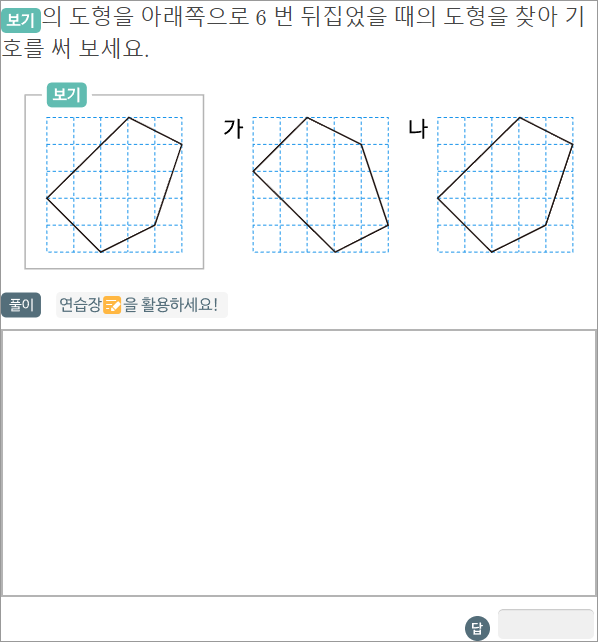 보기의 도형을 아래쪽으로 6 번 뒤집었을 때의 도형을 찾아 기
호를 써 보세요.
보기
가
나
풀이 연습장을 활용하세요!
답